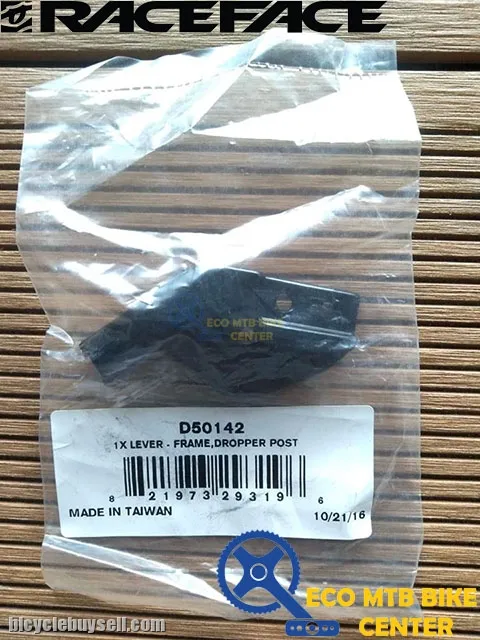 RACEFACE
ECO MTB BIKE
CENTER
D50142
1X LEVER - FRAME,DROPPER POST
8 21973 29319 6
MADE IN TAIWAN
10/21/16
ECO MTB BIKE
CENTER
bicyclebuysell.com